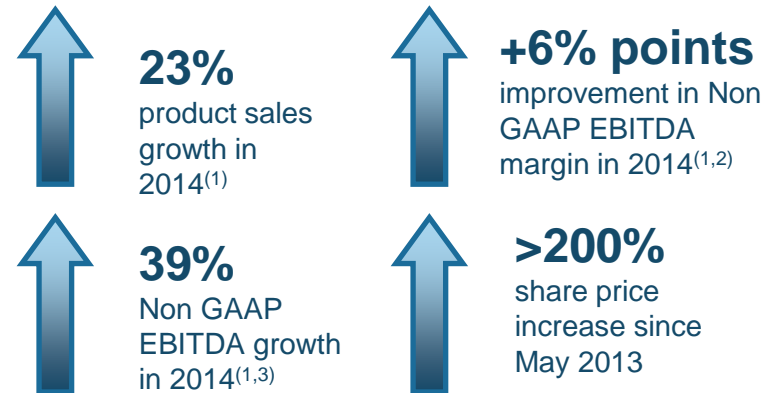 23%
product sales
growth in
2014(1)
+6% points
improvement in Non
GAAP EBITDA
margin in 2014(1,2)
39%
Non GAAP
EBITDA growth
in 2014(1,3)
>200%
share price
increase since
May 2013